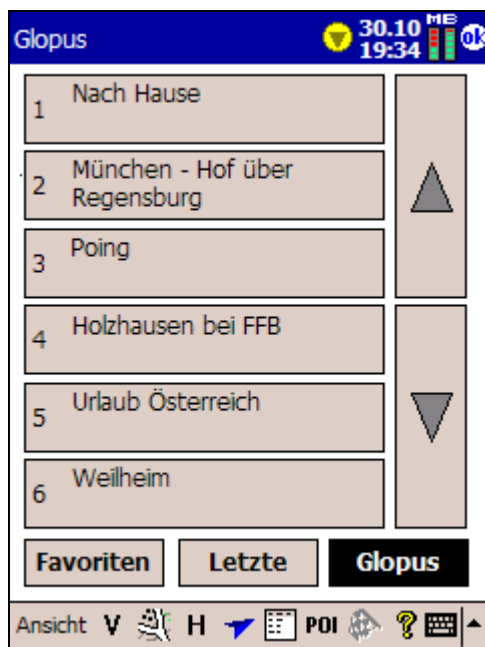 Glopus 30.10 ME ok
19:34
1 Nach Hause
2 München - Hof über
Regensburg
3 Poing
4 Holzhausen bei FFB
5 Urlaub Österreich
6 Weilheim
Favoriten Letzte Glopus
Ansicht V H POI ?